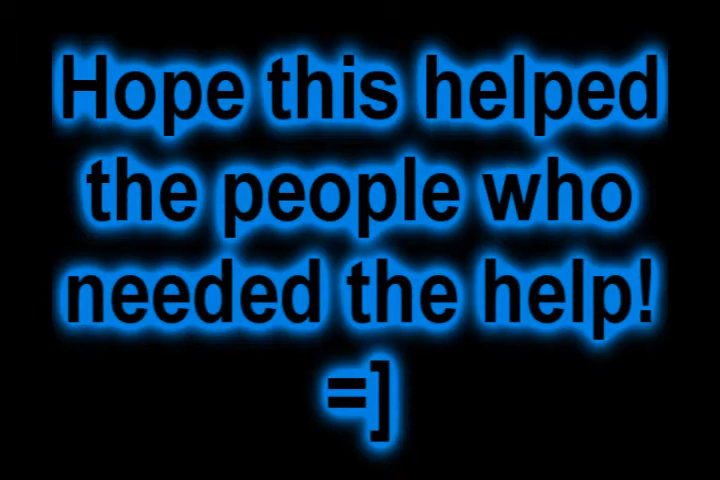 Hope this helped
the people who
needed the help!
=]